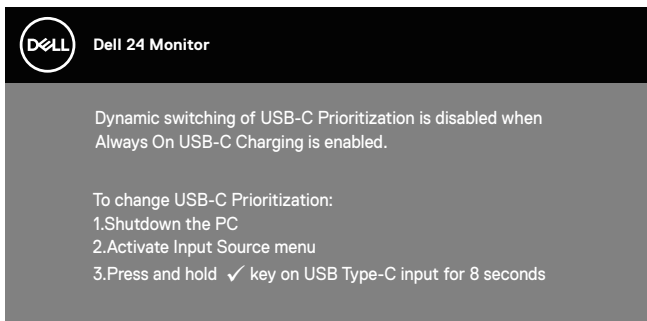 DELL
Dell 24 Monitor
Dynamic switching of USB-C Prioritization is disabled when
Always On USB-C Charging is enabled.
To change USB-C Prioritization:
1.Shutdown the PC
2.Activate Input Source menu
3.Press and hold ✓ key on USB Type-C input for 8 seconds